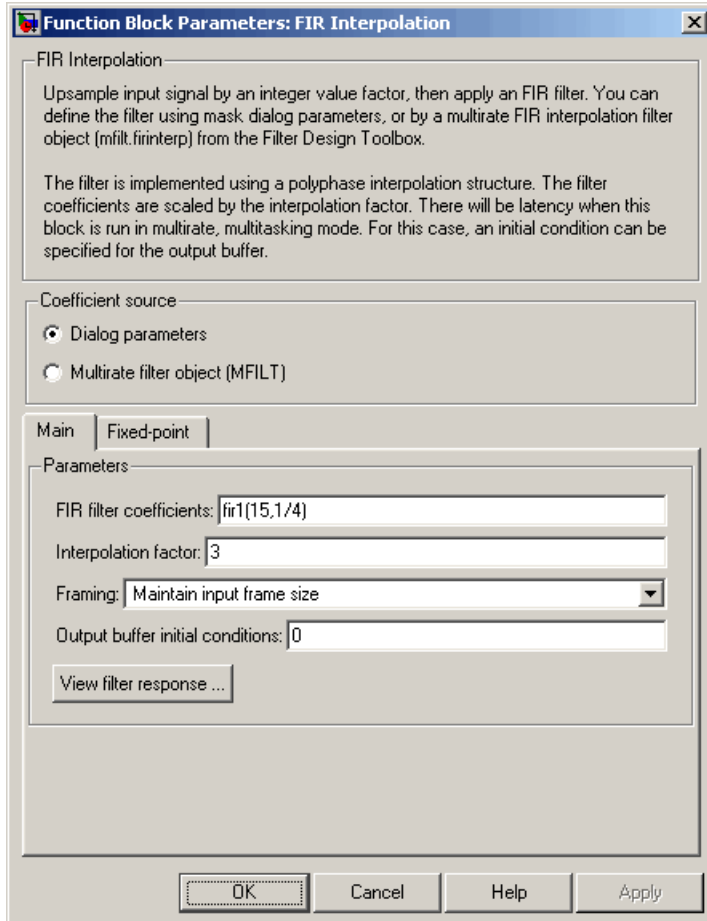 Function Block Parameters: FIR Interpolation
FIR Interpolation
Upsample input signal by an integer value factor, then apply an FIR filter. You can
define the filter using mask dialog parameters, or by a multirate FIR interpolation filter
object (mfilt.firinterp) from the Filter Design Toolbox.
The filter is implemented using a polyphase interpolation structure. The filter
coefficients are scaled by the interpolation factor. There will be latency when this
block is run in multirate, multitasking mode. For this case, an initial condition can be
specified for the output buffer.
Coefficient source
Dialog parameters
Multirate filter object (MFILT)
Main Fixed-point
Parameters
FIR filter coefficients: fir1(15,1/4)
Interpolation factor: 3
Framing: Maintain input frame size
Output buffer initial conditions: 0
View filter response ...
OK Cancel Help Apply